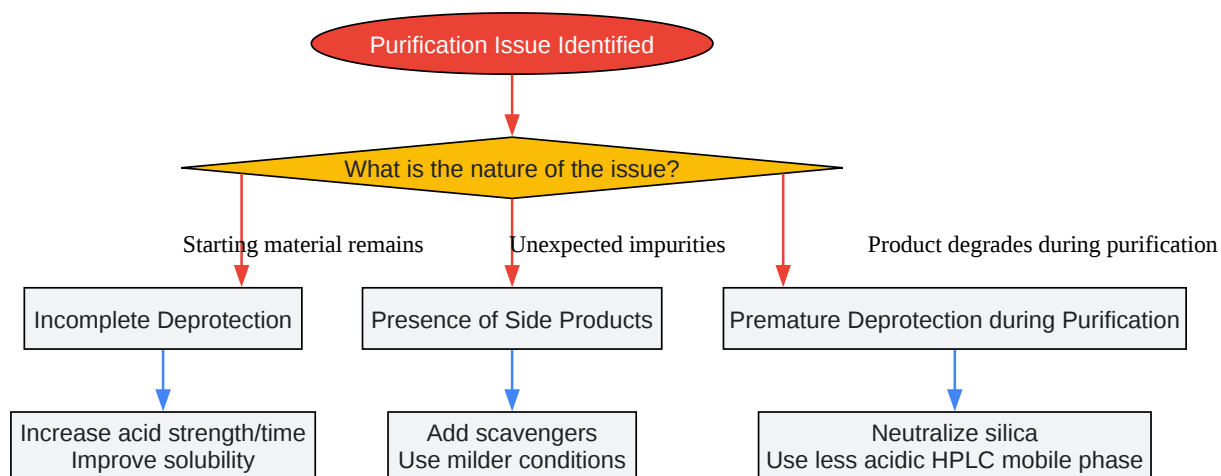 Purification Issue Identified
What is the nature of the issue?
Starting material remains
Unexpected impurities
Product degrades during purification
Incomplete Deprotection
Presence of Side Products
Premature Deprotection during Purification
Increase acid strength/time
Improve solubility
Add scavengers
Use milder conditions
Neutralize silica
Use less acidic HPLC mobile phase